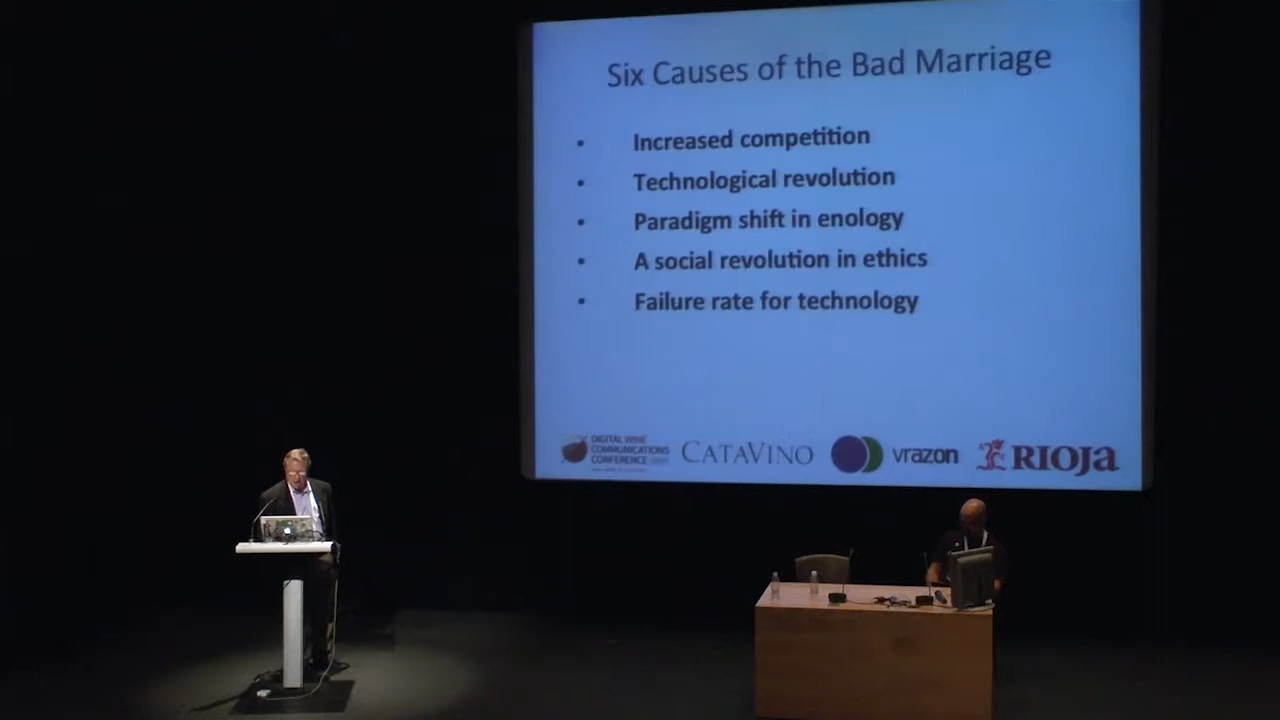 Six Causes of the Bad Marriage
• Increased competition
• Technological revolution
• Paradigm shift in enology
• A social revolution in ethics
• Failure rate for technology
DIGITAL WINE
COMMUNICATIONS
CONFERENCE
CATAVINO
vrazon
RIOJA